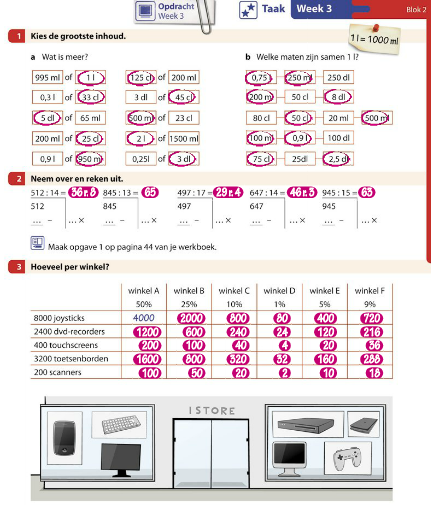 Opdracht
Week 3
Taak Week 3
Blok 2
1 Kies de grootste inhoud.
1 l = 1000 ml
a Wat is meer?
995 ml of 1 l
125 cl of 200 ml
0,3 l of 33 cl
3 dl of 45 cl
5 dl of 65 ml
500 ml of 23 cl
200 ml of 25 cl
2 l of 1500 ml
0,9 l of 950 ml
0,25l of 3 dl
b Welke maten zijn samen 1 l?
0,75 l 250 ml 250 dl
200 ml 50 cl 8 dl
80 cl 50 cl 20 ml 500 ml
100 ml 0,9 l 100 dl
75 cl 25dl 2,5 dl
2 Neem over en reken uit.
512 : 14 = 36 r. 8 845 : 13 = 65 497 : 17 = 29 r. 4 647 : 14 = 46 r. 3 945 : 15 = 63
512 845 497 647 945
... – ... × ... – ... × ... – ... × ... – ... × ... – ... ×
Maak opgave 1 op pagina 44 van je werkboek.
3 Hoeveel per winkel?
winkel A winkel B winkel C winkel D winkel E winkel F
50% 25% 10% 1% 5% 9%
8000 joysticks 4000 2000 800 80 400 720
2400 dvd-recorders 1200 600 240 24 120 216
400 touchscreens 200 100 40 4 20 36
3200 toetsenborden 1600 800 320 32 160 288
200 scanners 100 50 20 2 10 18
ISTORE